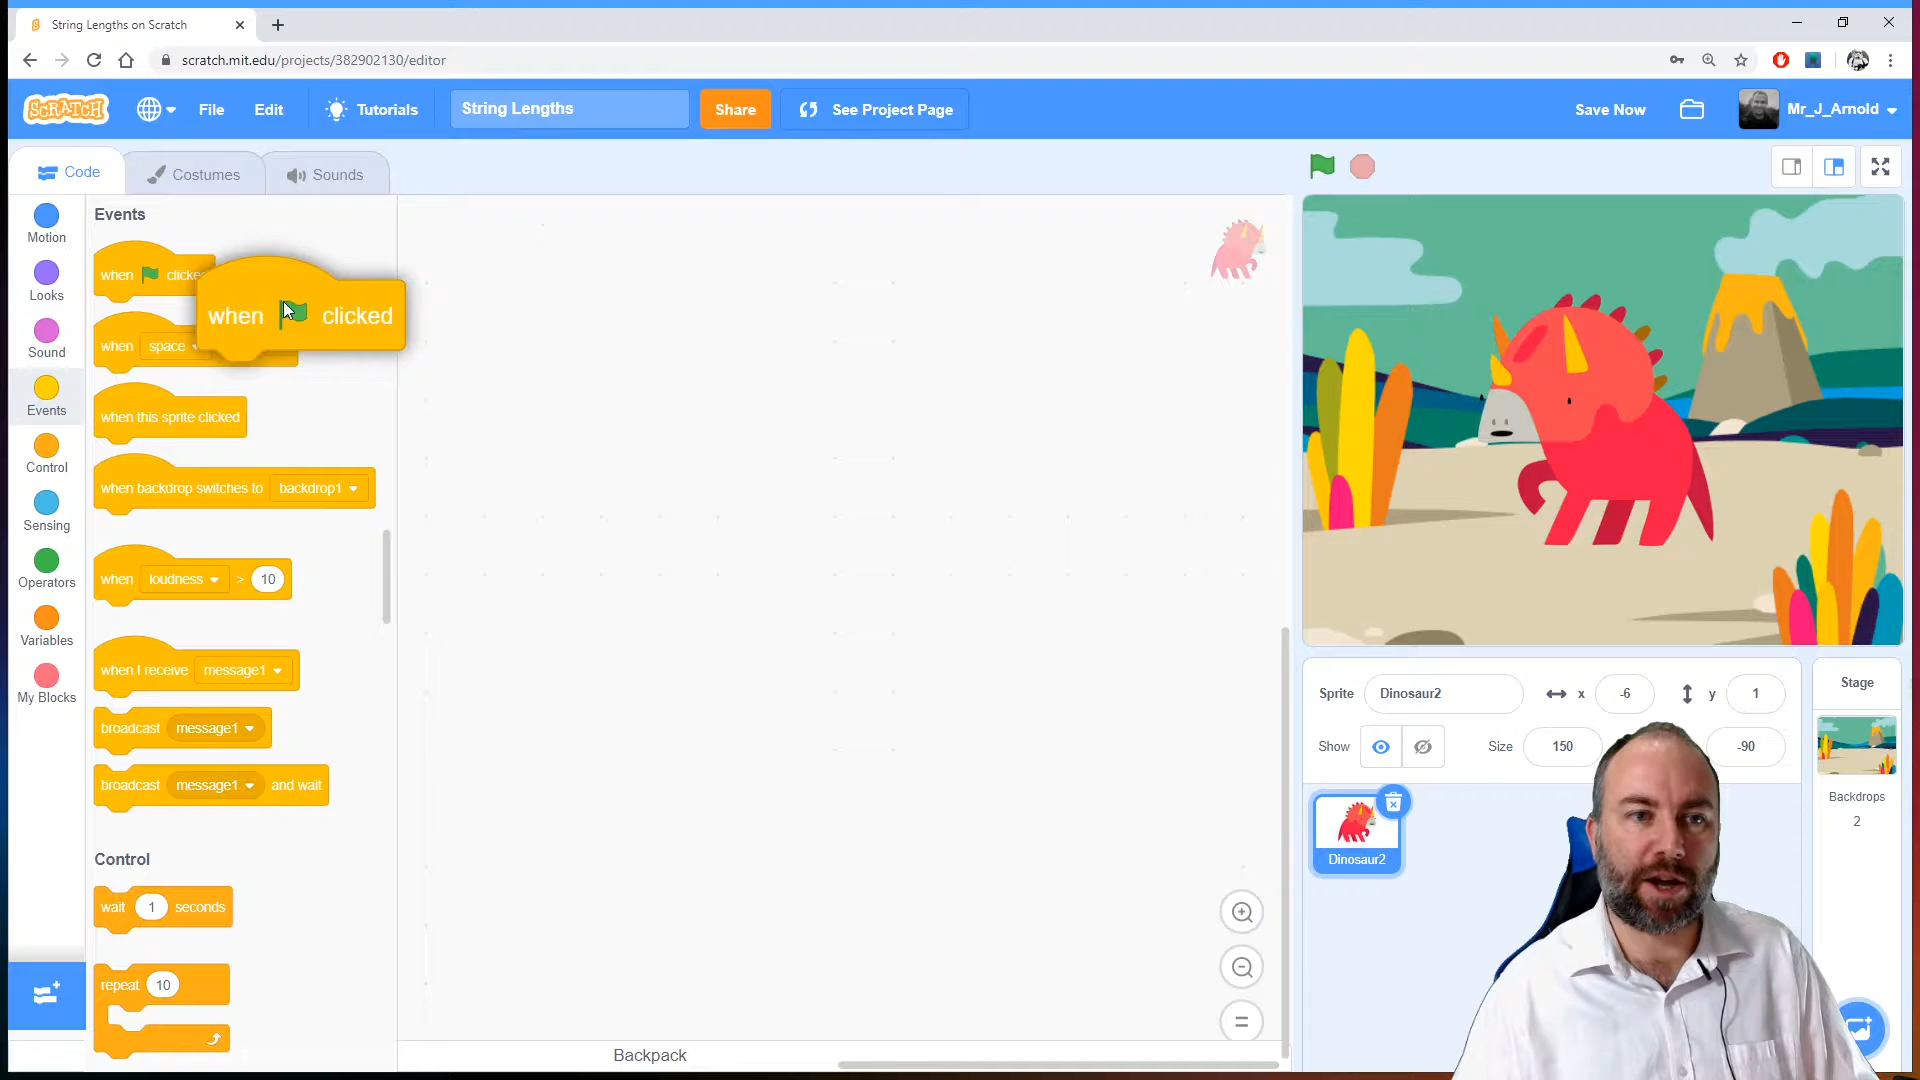 String Lengths on Scratch
scratch.mit.edu/projects/382902130/editor
SCRATCH
File
Edit
Tutorials
String Lengths
Share
See Project Page
Save Now
Mr_J_Arnold
Code
Costumes
Sounds
Motion
Looks
Sound
Events
Control
Sensing
Operators
Variables
My Blocks
Events
when clicke
when clicked
when space
when this sprite clicked
when backdrop switches to backdrop1
when loudness > 10
when I receive message1
broadcast message1
broadcast message1 and wait
Control
wait 1 seconds
repeat 10
Backpack
Sprite Dinosaur2 x -6 y 1
Show Size 150 -90
Dinosaur2
Stage
Backdrops
2